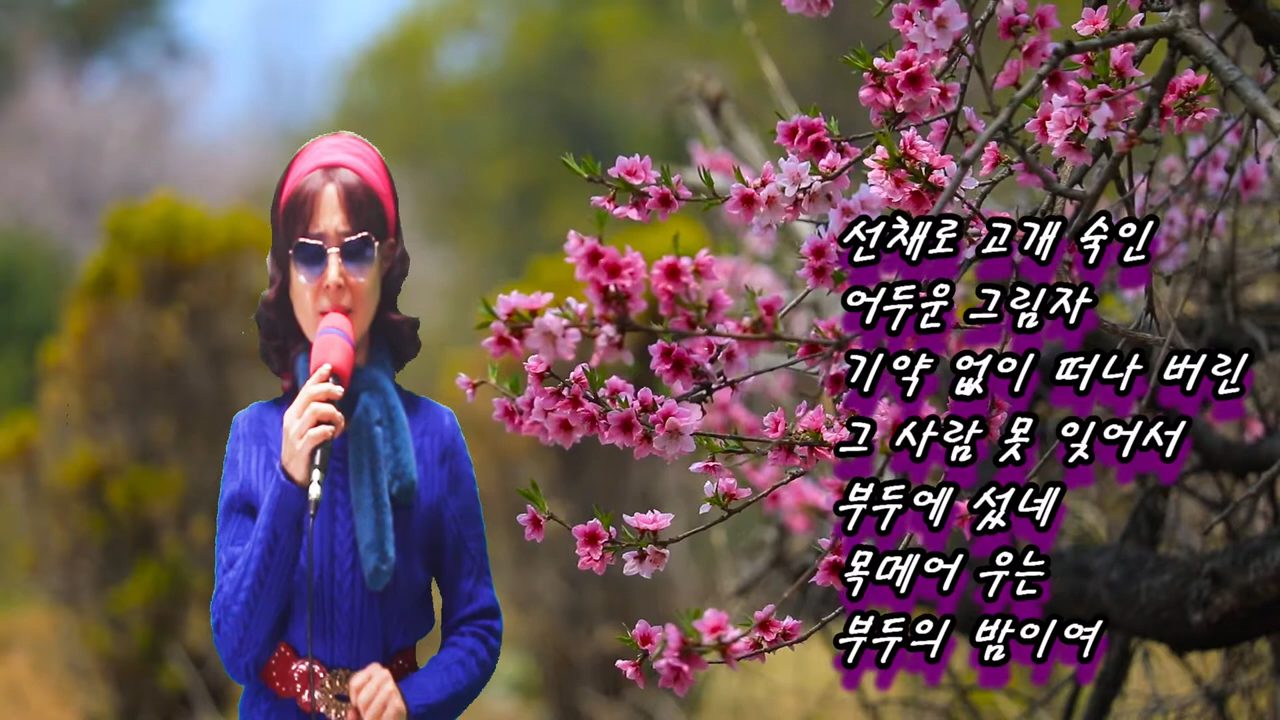 선채로 고개 숙인
어두운 그림자
기약 없이 떠나 버린
그 사람 못 잊어서
부두에 섰네
목메어 우는
부두의 밤이여